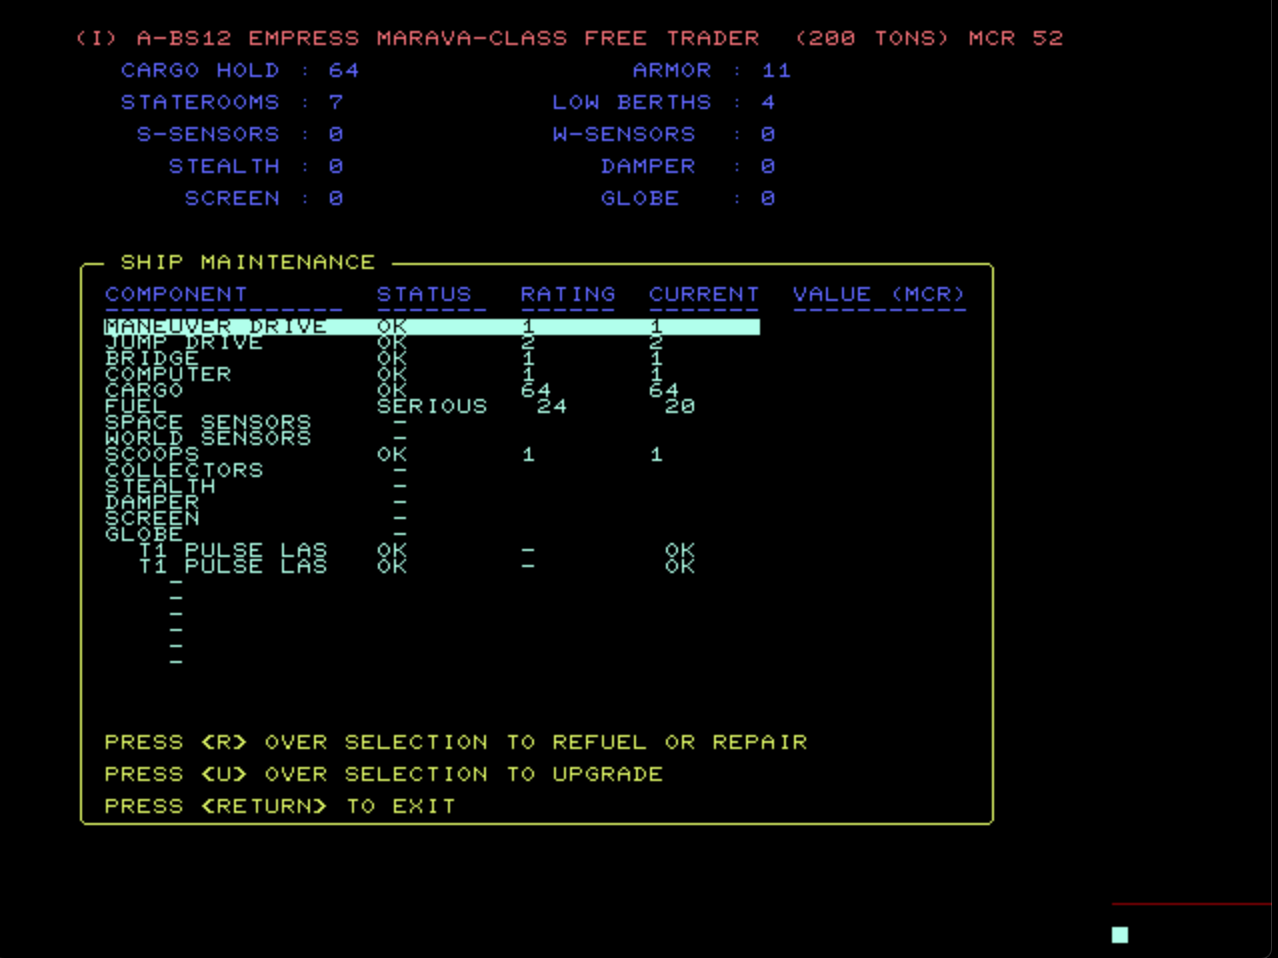 (I) A-BS12 EMPRESS MARAVA-CLASS FREE TRADER (200 TONS) MCR 52
CARGO HOLD : 64 ARMOR : 11
STATEROOMS : 7 LOW BERTHS : 4
S-SENSORS : 0 W-SENSORS : 0
STEALTH : 0 DAMPER : 0
SCREEN : 0 GLOBE : 0
SHIP MAINTENANCE
COMPONENT STATUS RATING CURRENT VALUE (MCR)
MANEUVER DRIVE OK 1 1
JUMP DRIVE OK 2 2
BRIDGE OK 1 1
COMPUTER OK 1 1
CARGO OK 64 64
FUEL SERIOUS 24 20
SPACE SENSORS -
WORLD SENSORS -
SCOOPS OK 1 1
COLLECTORS -
STEALTH -
DAMPER -
SCREEN -
GLOBE -
T1 PULSE LAS OK - OK
T1 PULSE LAS OK - OK
-
-
-
-
-
-
PRESS <R> OVER SELECTION TO REFUEL OR REPAIR
PRESS <U> OVER SELECTION TO UPGRADE
PRESS <RETURN> TO EXIT